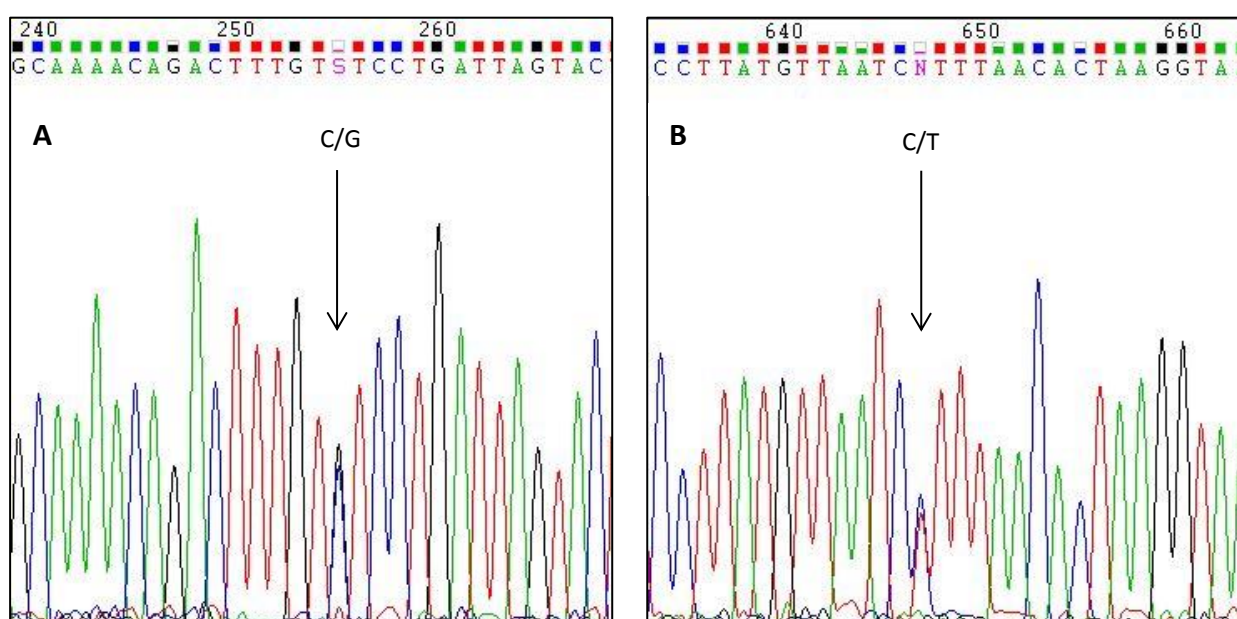 240 250 260
GCAAAACAGACTTTGTSTCCTGATTAGTAC
A
C/G
640 650 660
CCTTATGTTAATCNTTTAACACTAAGGTA
B
C/T